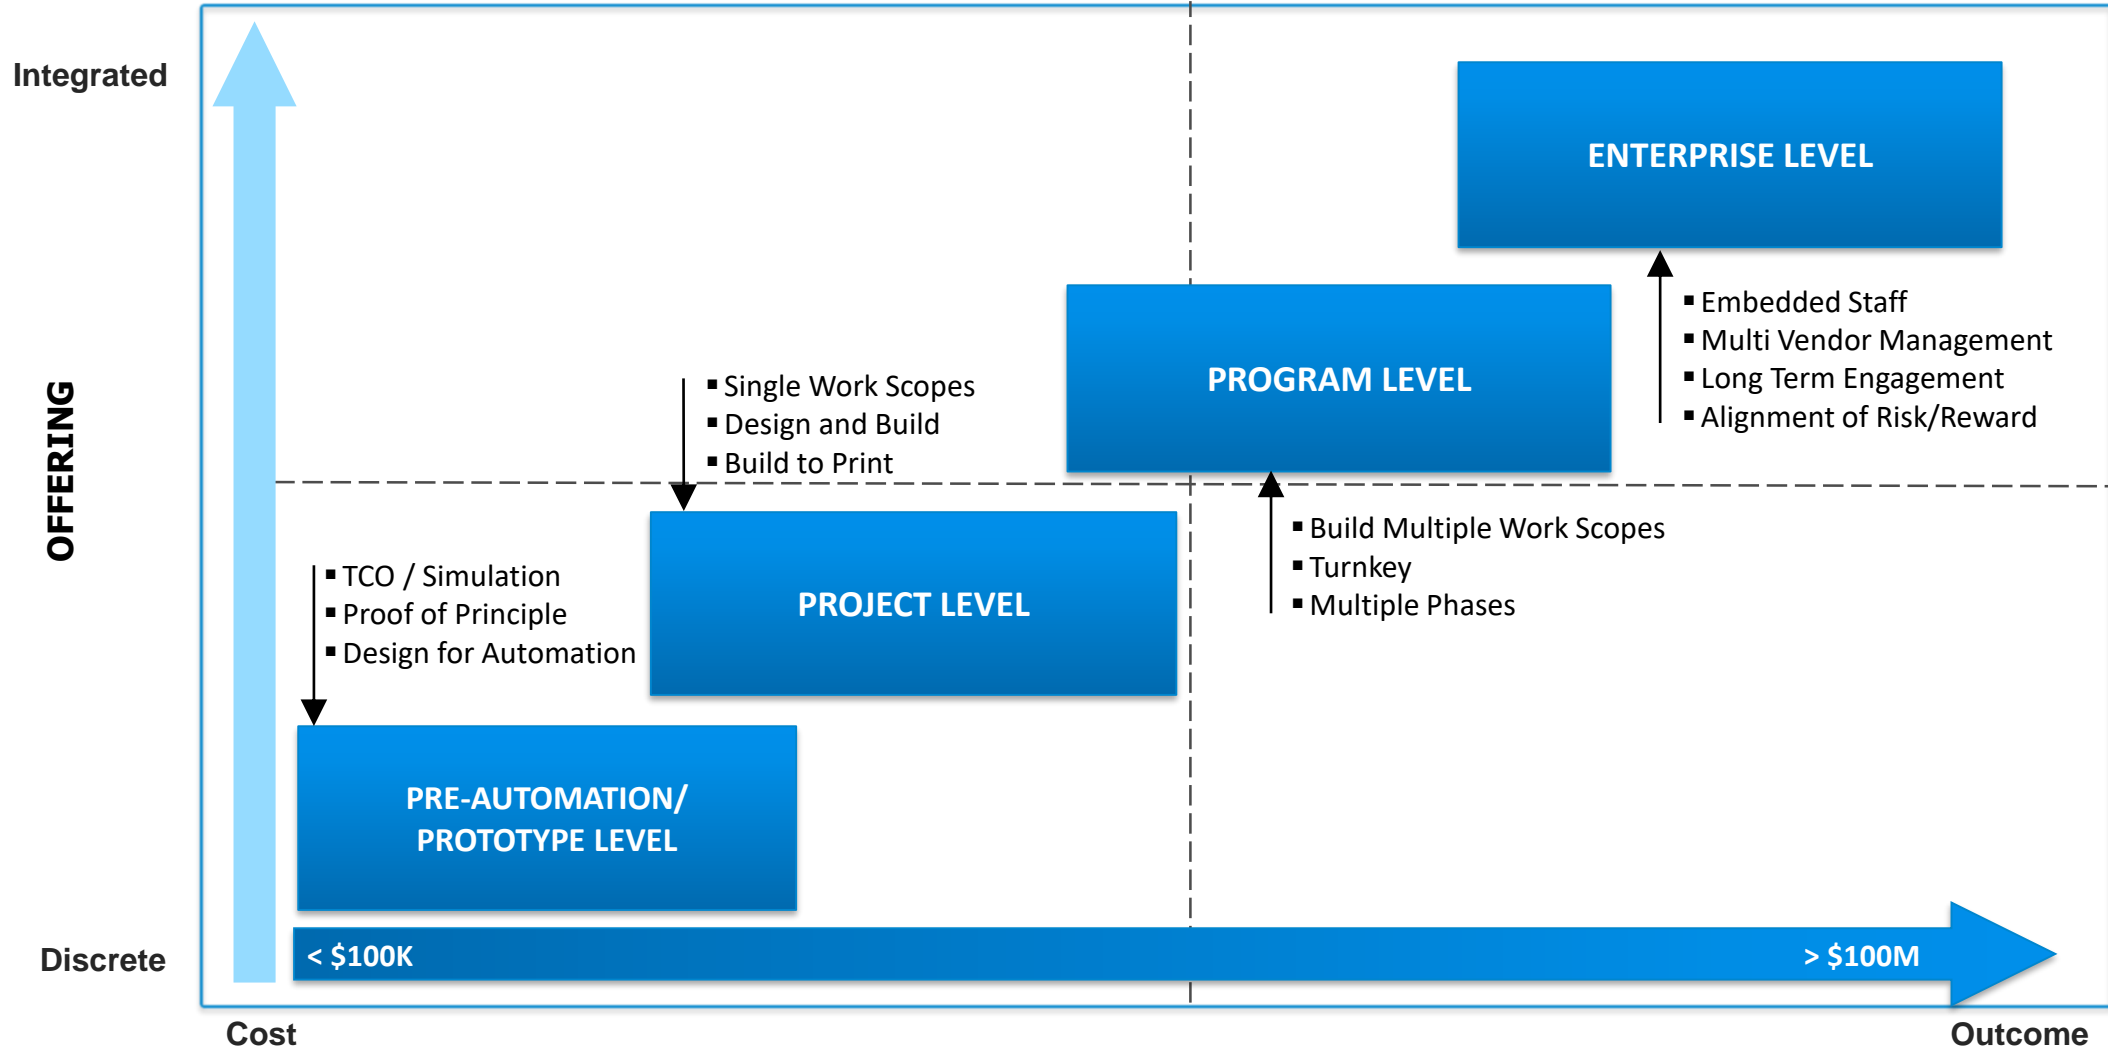 Integrated
ENTERPRISE LEVEL
▪ Embedded Staff
▪ Multi Vendor Management
▪ Long Term Engagement
▪ Alignment of Risk/Reward
PROGRAM LEVEL
▪ Single Work Scopes
▪ Design and Build
▪ Build to Print
OFFERING
▪ Build Multiple Work Scopes
▪ Turnkey
▪ Multiple Phases
▪ TCO / Simulation
▪ Proof of Principle
▪ Design for Automation
PROJECT LEVEL
PRE-AUTOMATION/
PROTOTYPE LEVEL
Discrete
< $100K
> $100M
Cost
Outcome